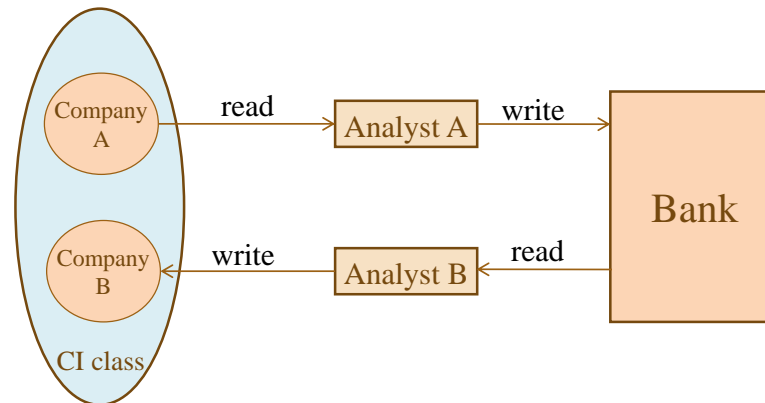 Company
A
read
Analyst A
write
Bank
Company
B
write
Analyst B
read
CI class